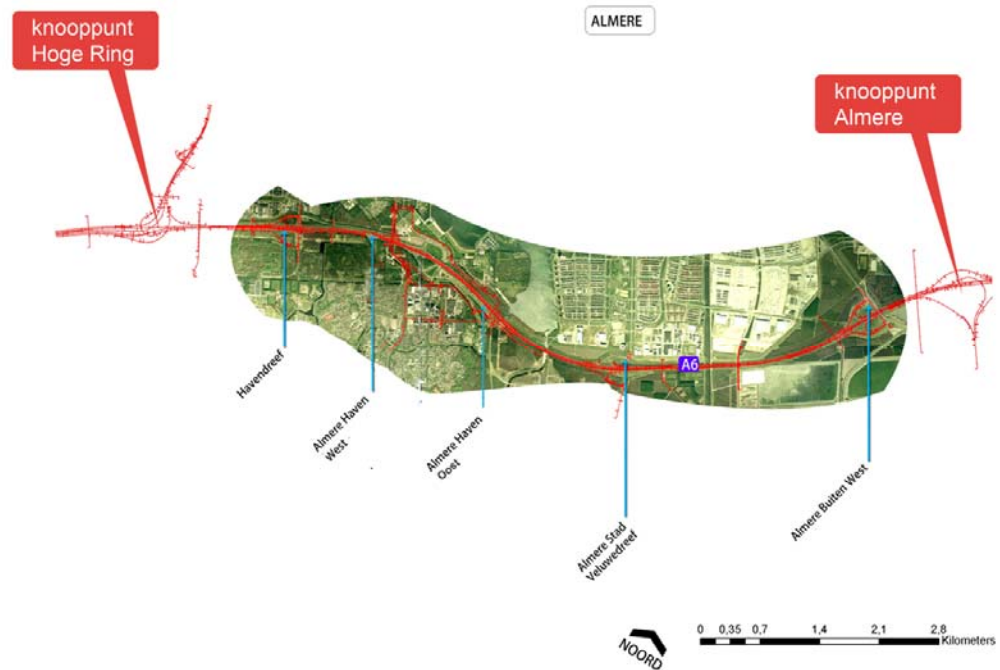 ALMERE
knooppunt
Hoge Ring
knooppunt
Almere
A6
Havendreef
Almere Haven
West
Almere Haven
Oost
Almere Stad
Veluwedreef
Almere Buiten West
NOORD
0 0,35 0,7 1,4 2,1 2,8
Kilometers